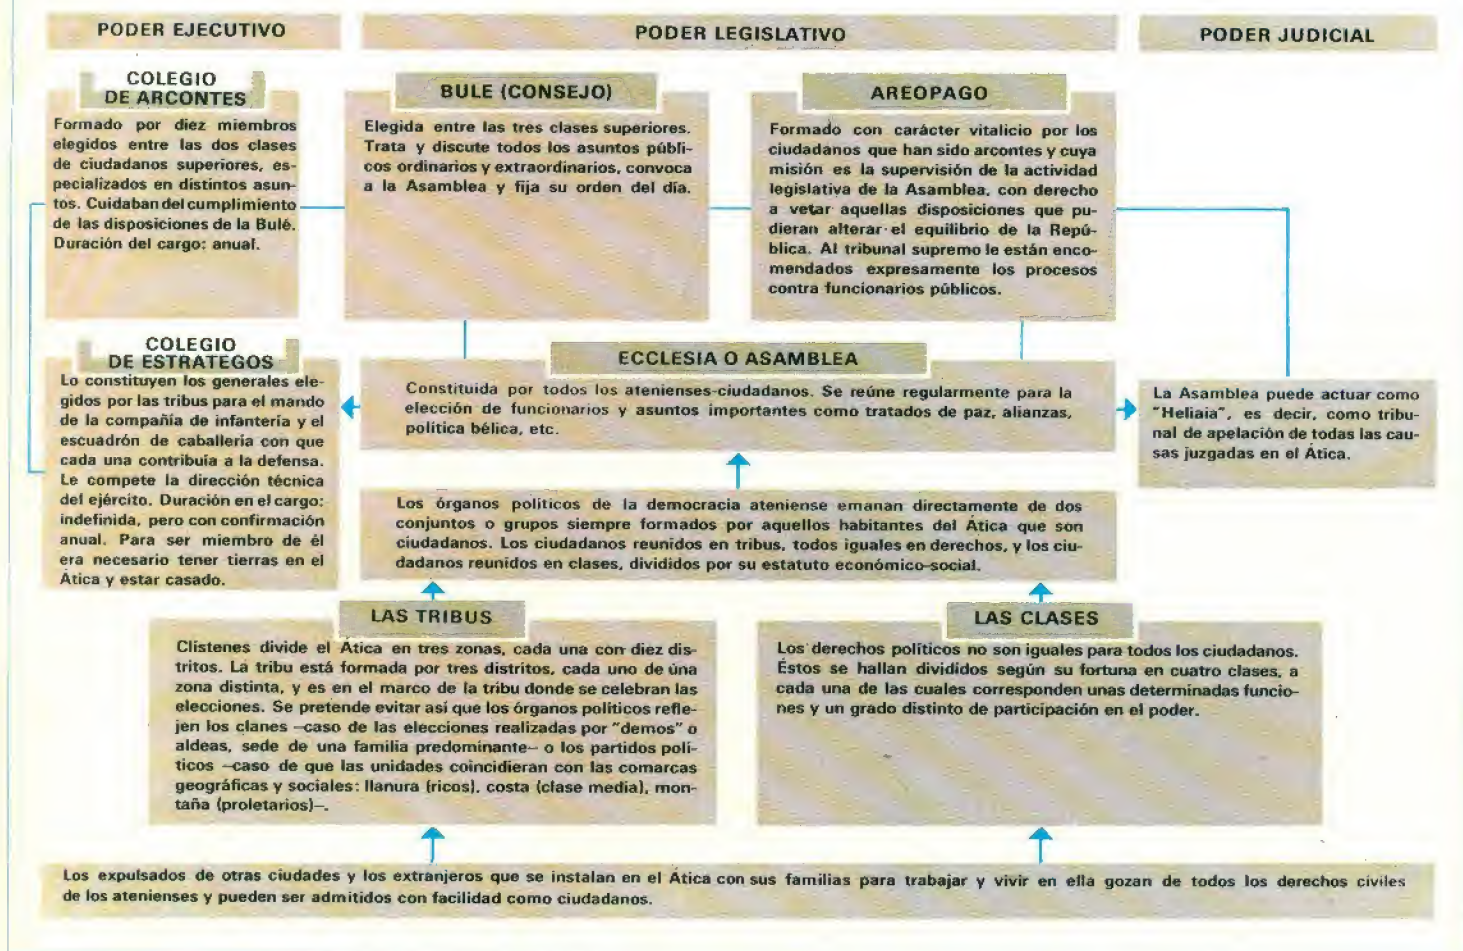 PODER EJECUTIVO
PODER LEGISLATIVO
PODER JUDICIAL
COLEGIO
DE ARCONTES
Formado por diez miembros
elegidos entre las dos clases
de ciudadanos superiores, es-
pecializados en distintos asun-
tos. Cuidaban del cumplimiento
de las disposiciones de la Bulé.
Duración del cargo: anual.
BULE (CONSEJO)
Elegida entre las tres clases superiores.
Trata y discute todos los asuntos públi-
cos ordinarios y extraordinarios, convoca
a la Asamblea y fija su orden del día.
AREOPAGO
Formado con carácter vitalicio por los
ciudadanos que han sido arcontes y cuya
misión es la supervisión de la actividad
legislativa de la Asamblea, con derecho
a vetar aquellas disposiciones que pu-
dieran alterar el equilibrio de la Repú-
blica. Al tribunal supremo le están enco-
mendados expresamente los procesos
contra funcionarios públicos.
COLEGIO
DE ESTRATEGOS
Lo constituyen los generales ele-
gidos por las tribus para el mando
de la compañía de infantería y el
escuadrón de caballería con que
cada una contribuía a la defensa.
Le compete la dirección técnica
del ejército. Duración en el cargo:
indefinida, pero con confirmación
anual. Para ser miembro de él
era necesario tener tierras en el
Ática y estar casado.
ECCLESIA O ASAMBLEA
Constituida por todos los atenienses-ciudadanos. Se reúne regularmente para la
elección de funcionarios y asuntos importantes como tratados de paz, alianzas,
política bélica, etc.
La Asamblea puede actuar como
"Heliaia", es decir, como tribu-
nal de apelación de todas las cau-
sas juzgadas en el Ática.
Los órganos políticos de la democracia ateniense emanan directamente de dos
conjuntos o grupos siempre formados por aquellos habitantes del Ática que son
ciudadanos. Los ciudadanos reunidos en tribus, todos iguales en derechos, y los ciu-
dadanos reunidos en clases, divididos por su estatuto económico-social.
LAS TRIBUS
Clístenes divide el Ática en tres zonas, cada una con diez dis-
tritos. La tribu está formada por tres distritos, cada uno de una
zona distinta, y es en el marco de la tribu donde se celebran las
elecciones. Se pretende evitar así que los órganos políticos refle-
jen los clanes —caso de las elecciones realizadas por "demos" o
aldeas, sede de una familia predominante— o los partidos polí-
ticos —caso de que las unidades coincidieran con las comarcas
geográficas y sociales: llanura (ricos), costa (clase media), mon-
taña (proletarios)—.
LAS CLASES
Los derechos políticos no son iguales para todos los ciudadanos.
Éstos se hallan divididos según su fortuna en cuatro clases, a
cada una de las cuales corresponden unas determinadas funcio-
nes y un grado distinto de participación en el poder.
Los expulsados de otras ciudades y los extranjeros que se instalan en el Ática con sus familias para trabajar y vivir en ella gozan de todos los derechos civiles
de los atenienses y pueden ser admitidos con facilidad como ciudadanos.